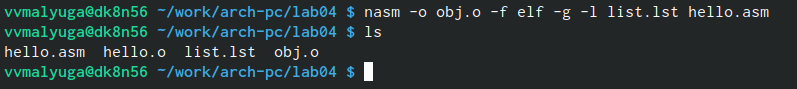 vvmalyuga@dk8n56 ~/work/arch-pc/lab04 $ nasm -o obj.o -f elf -g -l list.lst hello.asm
vvmalyuga@dk8n56 ~/work/arch-pc/lab04 $ ls
hello.asm  hello.o  list.lst  obj.o
vvmalyuga@dk8n56 ~/work/arch-pc/lab04 $